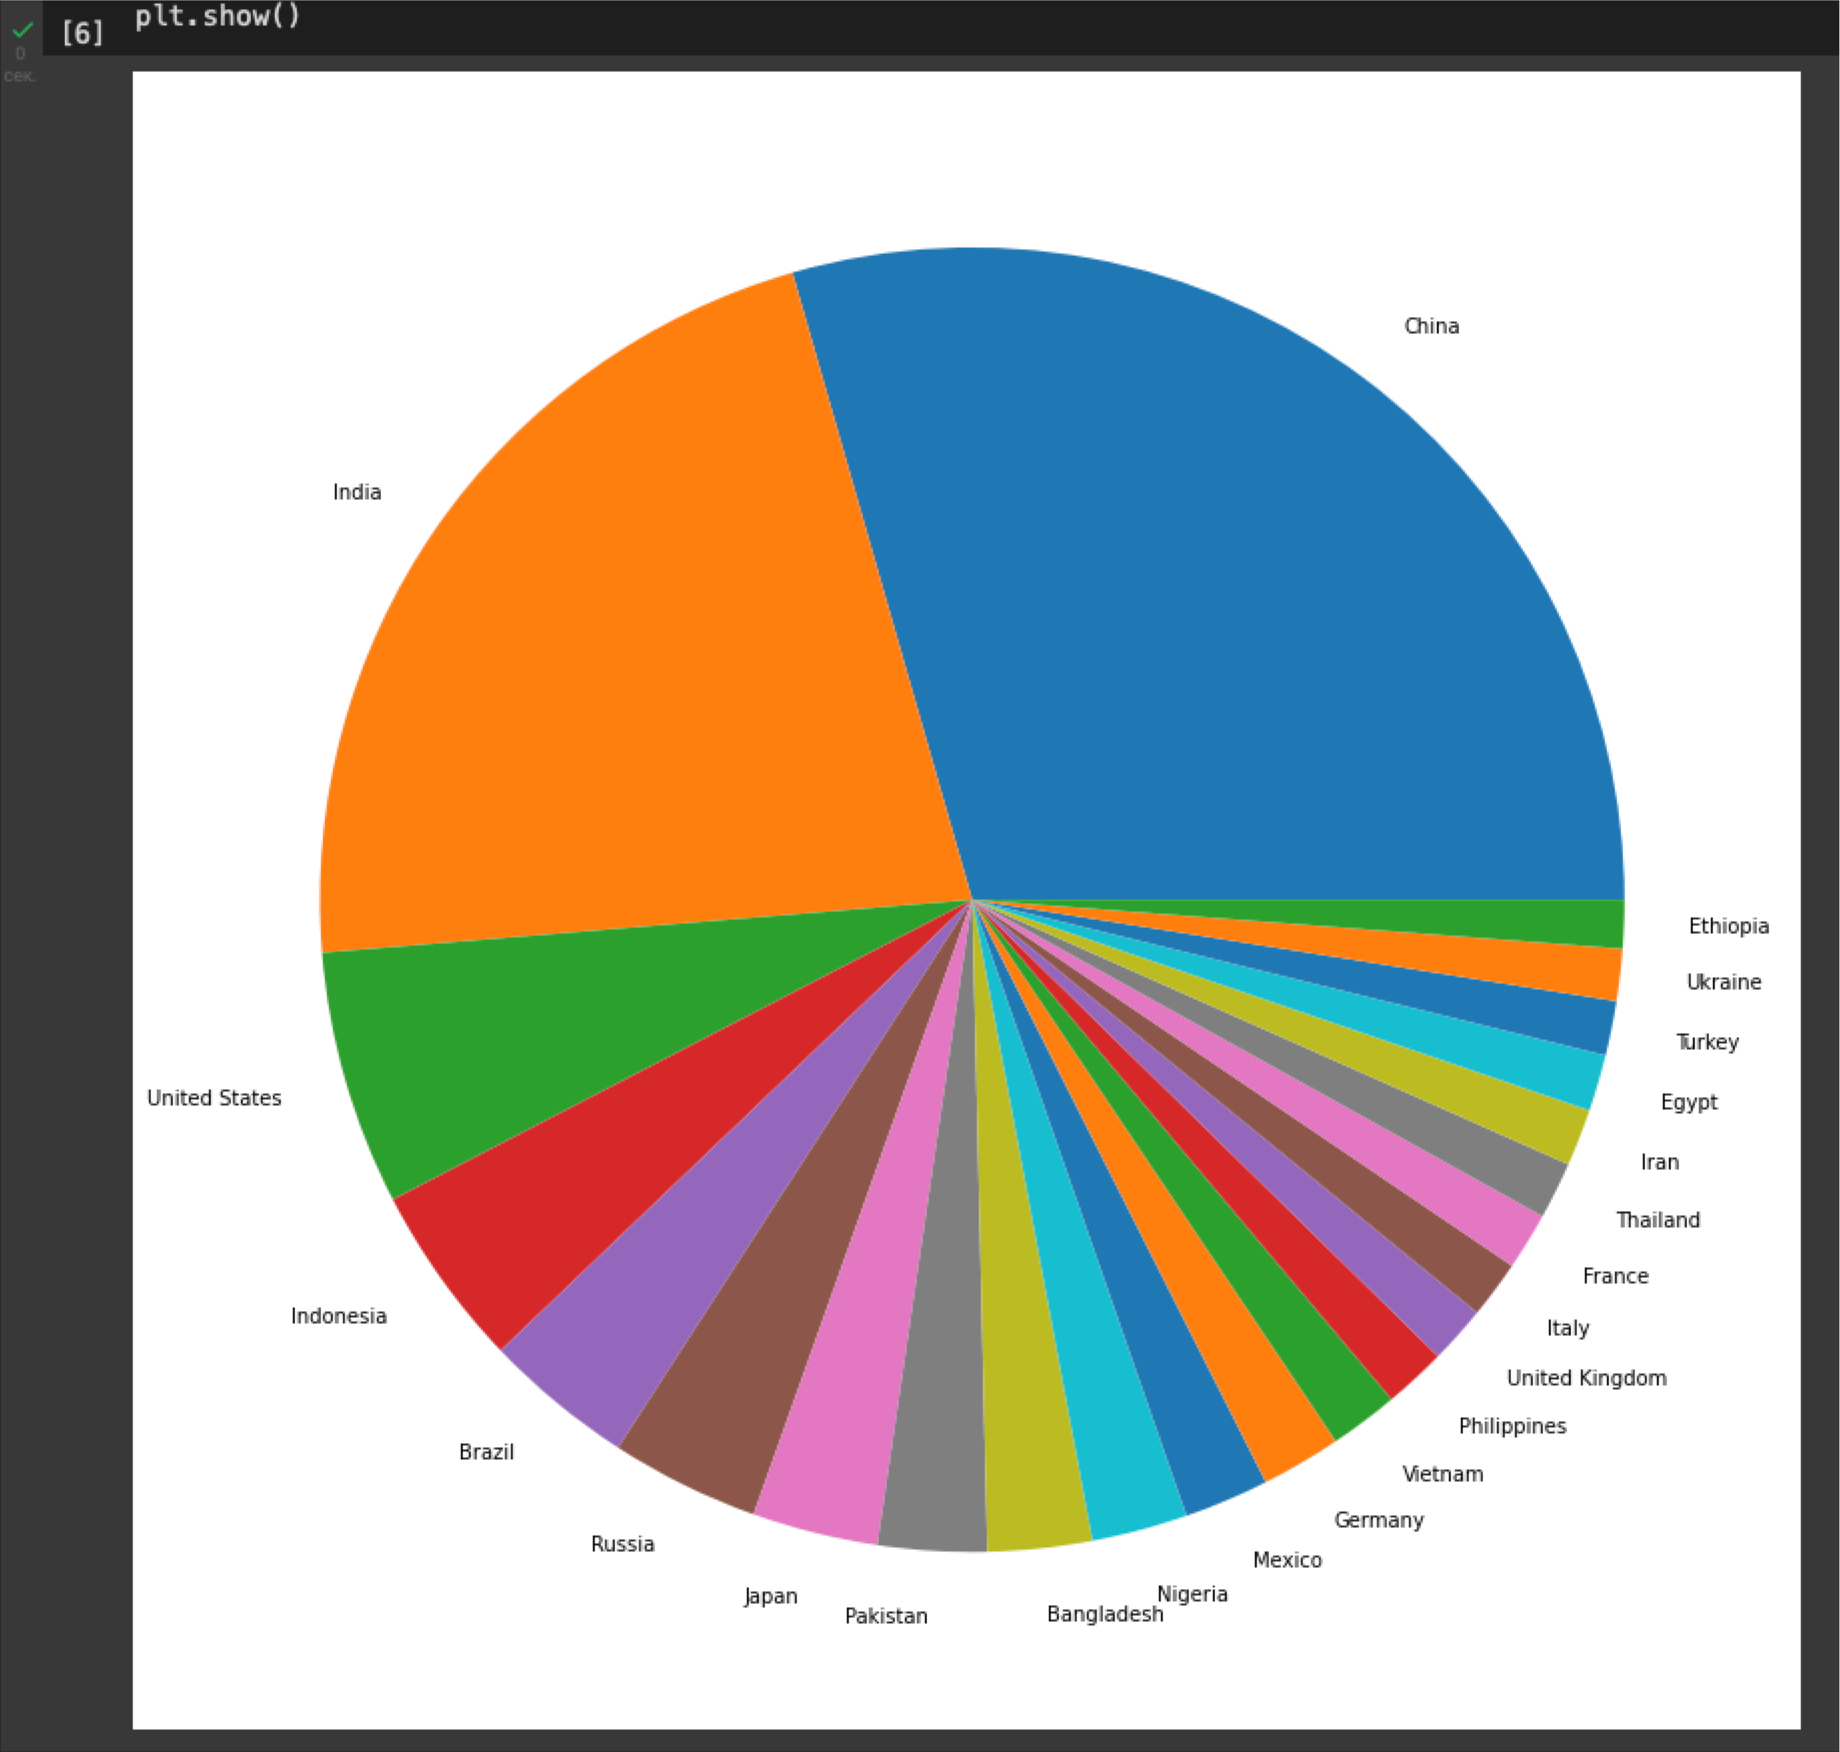 plt.show()
[6]
0
сек.
China
India
Ethiopia
Ukraine
Turkey
United States
Egypt
Iran
Thailand
France
Indonesia
Italy
United Kingdom
Philippines
Brazil
Vietnam
Germany
Russia
Mexico
Nigeria
Japan
Bangladesh
Pakistan